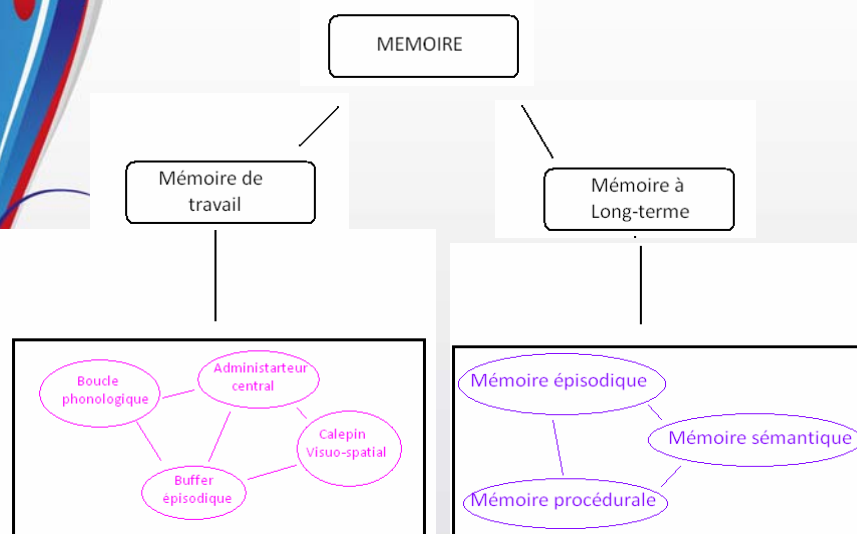 MEMOIRE
Mémoire de
travail
Mémoire à
Long-terme
Boucle
phonologique
Administarteur
central
Calepin
Visuo-spatial
Buffer
épisodique
Mémoire épisodique
Mémoire sémantique
Mémoire procédurale